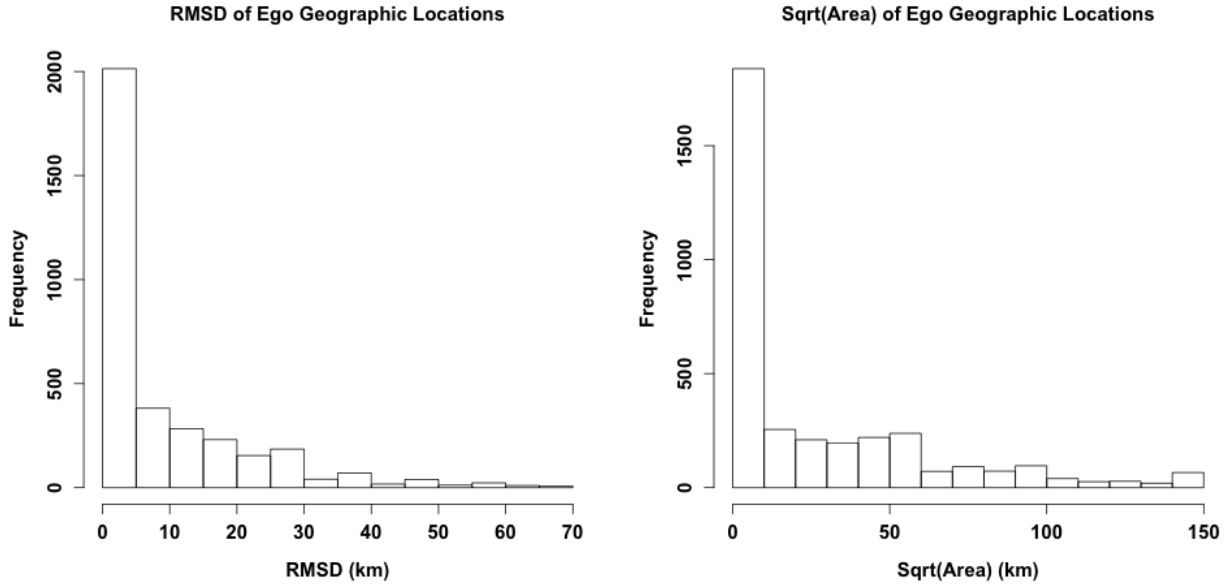 RMSD of Ego Geographic Locations
Frequency
0 500 1000 1500 2000
0 10 20 30 40 50 60 70
RMSD (km)
Sqrt(Area) of Ego Geographic Locations
Frequency
0 500 1000 1500
0 50 100 150
Sqrt(Area) (km)